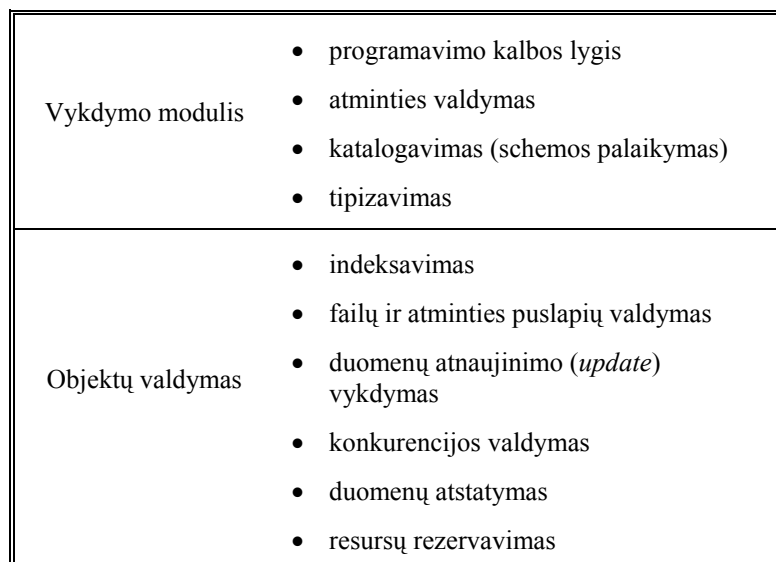 Vykdymo modulis
• programavimo kalbos lygis
• atminties valdymas
• katalogavimas (schemos palaikymas)
• tipizavimas
Objektų valdymas
• indeksavimas
• failų ir atminties puslapių valdymas
• duomenų atnaujinimo (update)
vykdymas
• konkurencijos valdymas
• duomenų atstatymas
• resursų rezervavimas